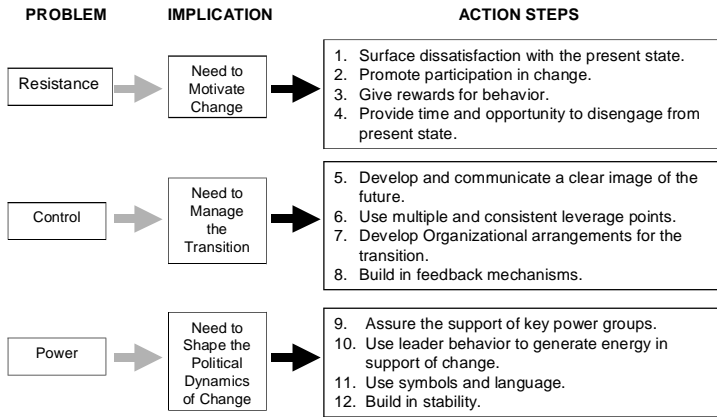 PROBLEM IMPLICATION ACTION STEPS
Resistance
Need to
Motivate
Change
1. Surface dissatisfaction with the present state.
2. Promote participation in change.
3. Give rewards for behavior.
4. Provide time and opportunity to disengage from
present state.
Control
Need to
Manage
the
Transition
5. Develop and communicate a clear image of the
future.
6. Use multiple and consistent leverage points.
7. Develop Organizational arrangements for the
transition.
8. Build in feedback mechanisms.
Power
Need to
Shape the
Political
Dynamics
of Change
9. Assure the support of key power groups.
10. Use leader behavior to generate energy in
support of change.
11. Use symbols and language.
12. Build in stability.